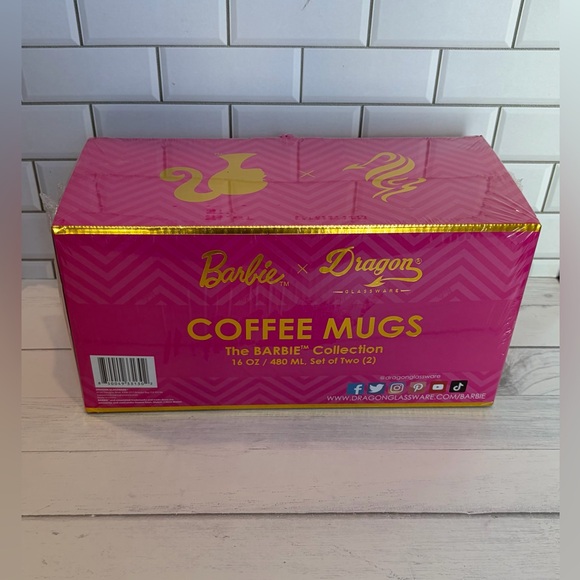 ×
Barbie™ × Dragon®
GLASSWARE
COFFEE MUGS
The BARBIE™ Collection
16 OZ / 480 ML, Set of Two (2)
@dragonglassware
WWW.DRAGONGLASSWARE.COM/BARBIE